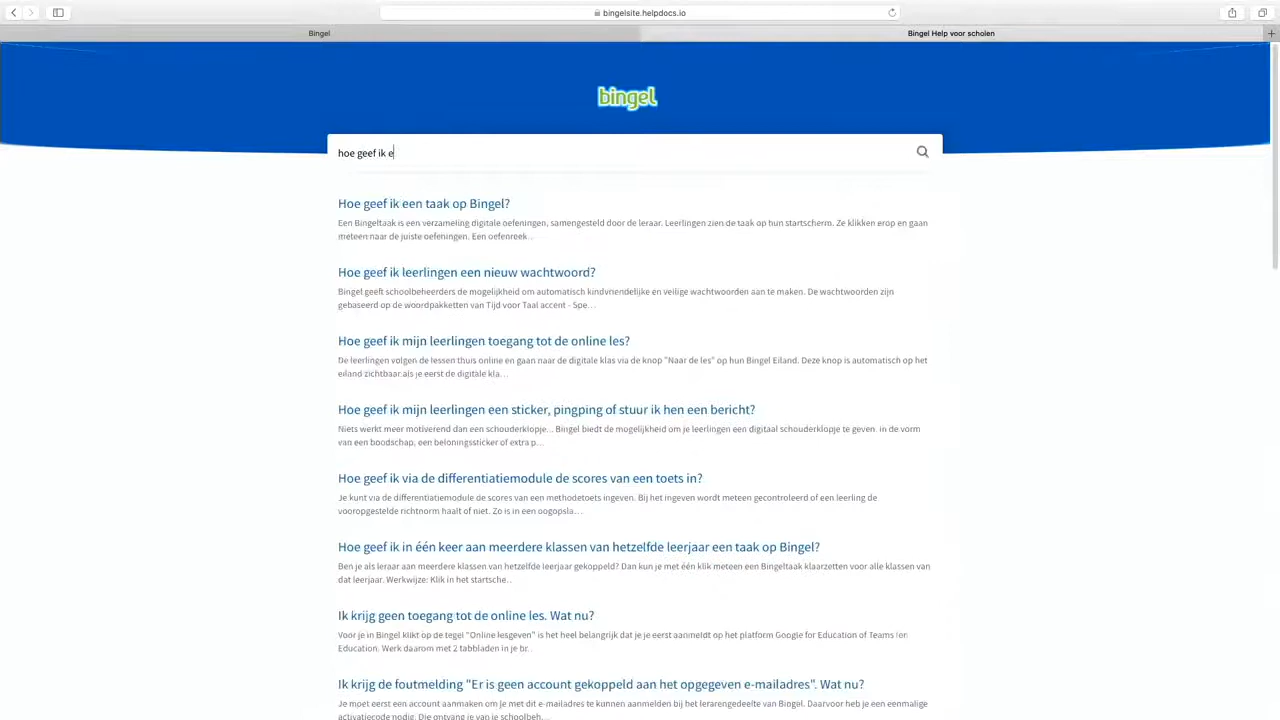 bingelsite.helpdocs.io
Bingel
Bingel Help voor scholen
bingel
hoe geef ik e
Hoe geef ik een taak op Bingel?
Een Bingeltaak is een verzameling digitale oefeningen, samengesteld door de leraar. Leerlingen zien de taak op hun startscherm. Ze klikken erop en gaan
meteen naar de juiste oefeningen. Een oefenreek...
Hoe geef ik leerlingen een nieuw wachtwoord?
Bingel geeft schoolbeheerders de mogelijkheid om automatisch kindvriendelijke en veilige wachtwoorden aan te maken. De wachtwoorden zijn
gebaseerd op de woordpakketten van Tijd voor Taal accent - Spe...
Hoe geef ik mijn leerlingen toegang tot de online les?
De leerlingen volgen de lessen thuis online en gaan naar de digitale klas via de knop "Naar de les" op hun Bingel Eiland. Deze knop is automatisch op het
eiland zichtbaar als je eerst de digitale kla...
Hoe geef ik mijn leerlingen een sticker, pingping of stuur ik hen een bericht?
Niets werkt meer motiverend dan een schouderklopje... Bingel biedt de mogelijkheid om je leerlingen een digitaal schouderklopje te geven. In de vorm
van een boodschap, een beloningssticker of extra p...
Hoe geef ik via de differentiatiemodule de scores van een toets in?
Je kunt via de differentiatiemodule de scores van een methodetoets ingeven. Bij het ingeven wordt meteen gecontroleerd of een leerling de
vooropgestelde richtnorm haalt of niet. Zo is in een oogopsla...
Hoe geef ik in één keer aan meerdere klassen van hetzelfde leerjaar een taak op Bingel?
Ben je als leraar aan meerdere klassen van hetzelfde leerjaar gekoppeld? Dan kun je met één klik meteen een Bingeltaak klaarzetten voor alle klassen van
dat leerjaar. Werkwijze: Klik in het startsche...
Ik krijg geen toegang tot de online les. Wat nu?
Voor je in Bingel klikt op de tegel "Online lesgeven" is het heel belangrijk dat je je eerst aanmeldt op het platform Google for Education of Teams for
Education. Werk daarom met 2 tabbladen in je br...
Ik krijg de foutmelding "Er is geen account gekoppeld aan het opgegeven e-mailadres". Wat nu?
Je moet eerst een account aanmaken om je met dit e-mailadres te kunnen aanmelden bij het lerarengedeelte van Bingel. Daarvoor heb je een eenmalige
activatiecode nodig. Die ontvang je van je schoolbeh...